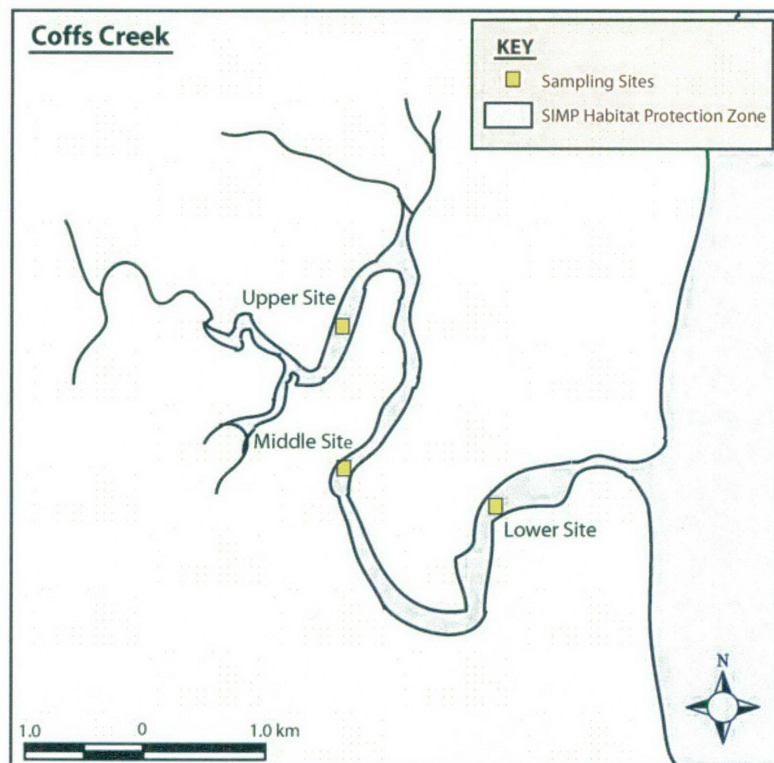 Coffs Creek
KEY
Sampling Sites
SIMP Habitat Protection Zone
Upper Site
Middle Site
Lower Site
N
1.0 0 1.0 km